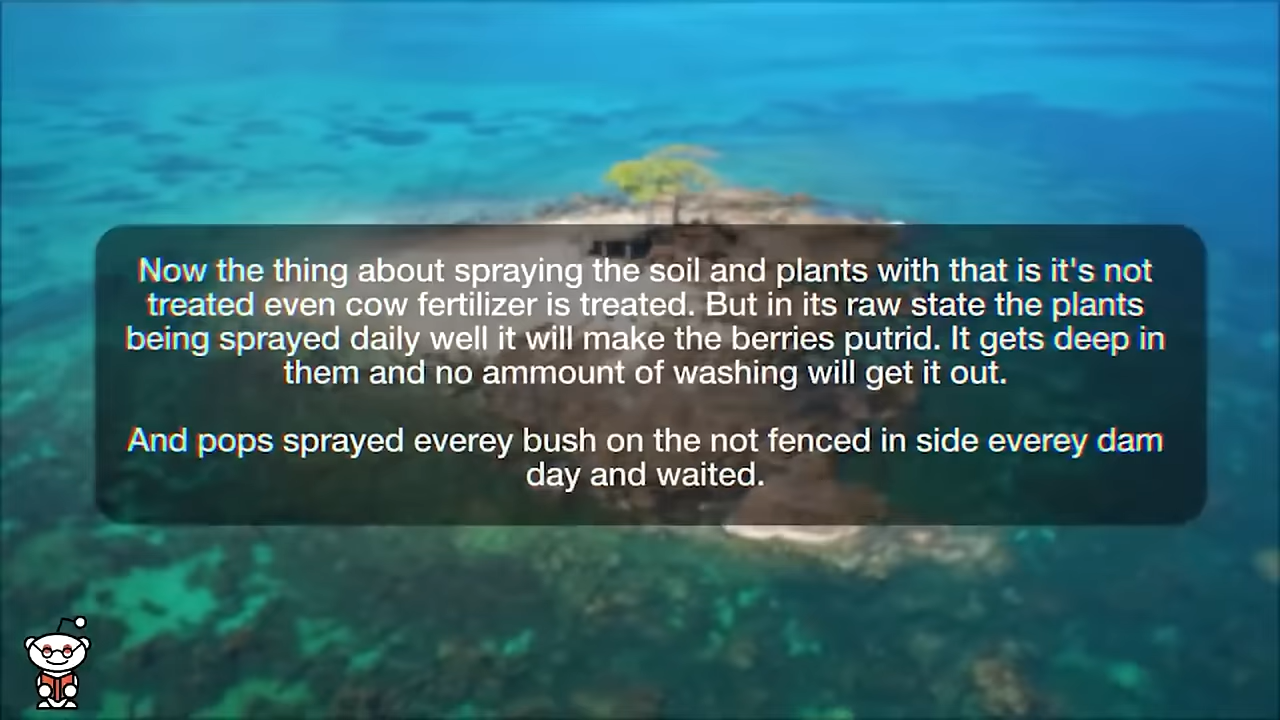 Now the thing about spraying the soil and plants with that is it's not
treated even cow fertilizer is treated. But in its raw state the plants
being sprayed daily well it will make the berries putrid. It gets deep in
them and no ammount of washing will get it out.
And pops sprayed everey bush on the not fenced in side everey dam
day and waited.